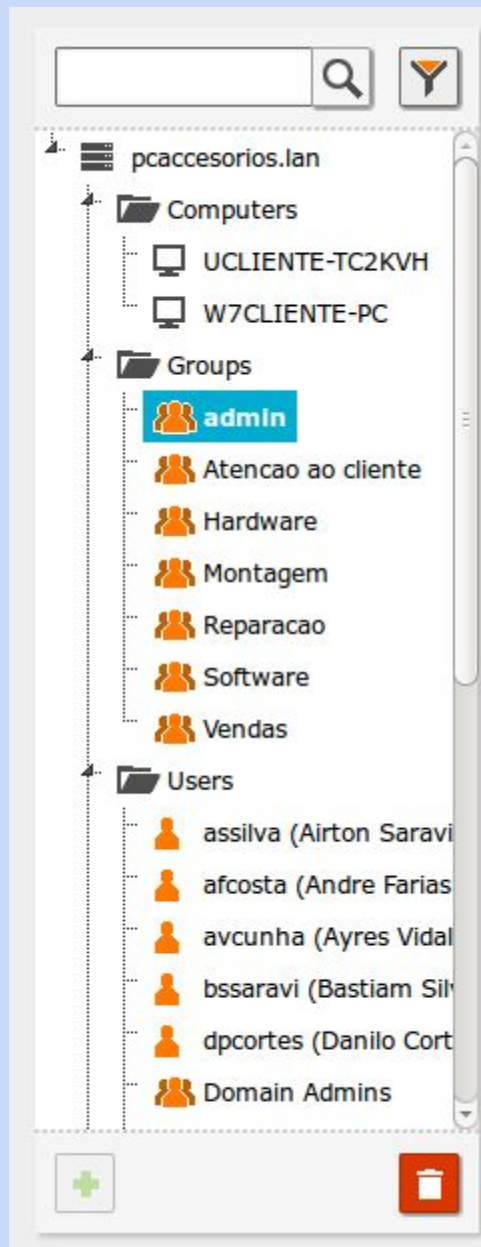 pcaccesorios.lan
Computers
UCLIENTE-TC2KVH
W7CLIENTE-PC
Groups
admin
Atencao ao cliente
Hardware
Montagem
Reparacao
Software
Vendas
Users
assilva (Airton Saravi
afcosta (Andre Farias
avcunha (Ayres Vidal
bssaravi (Bastiam Silv
dpcortes (Danilo Cort
Domain Admins